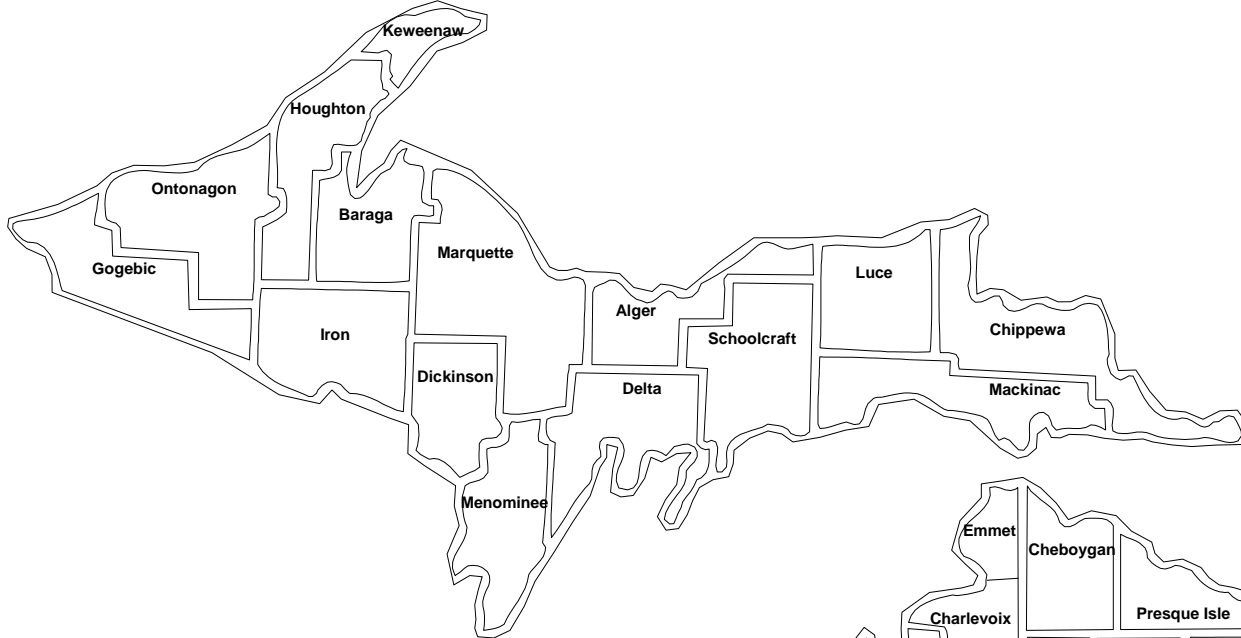 Keweenaw
Houghton
Ontonagon
Baraga
Marquette
Gogebic
Luce
Alger
Iron
Schoolcraft
Chippewa
Dickinson
Delta
Mackinac
Menominee
Emmet
Cheboygan
Charlevoix
Presque Isle